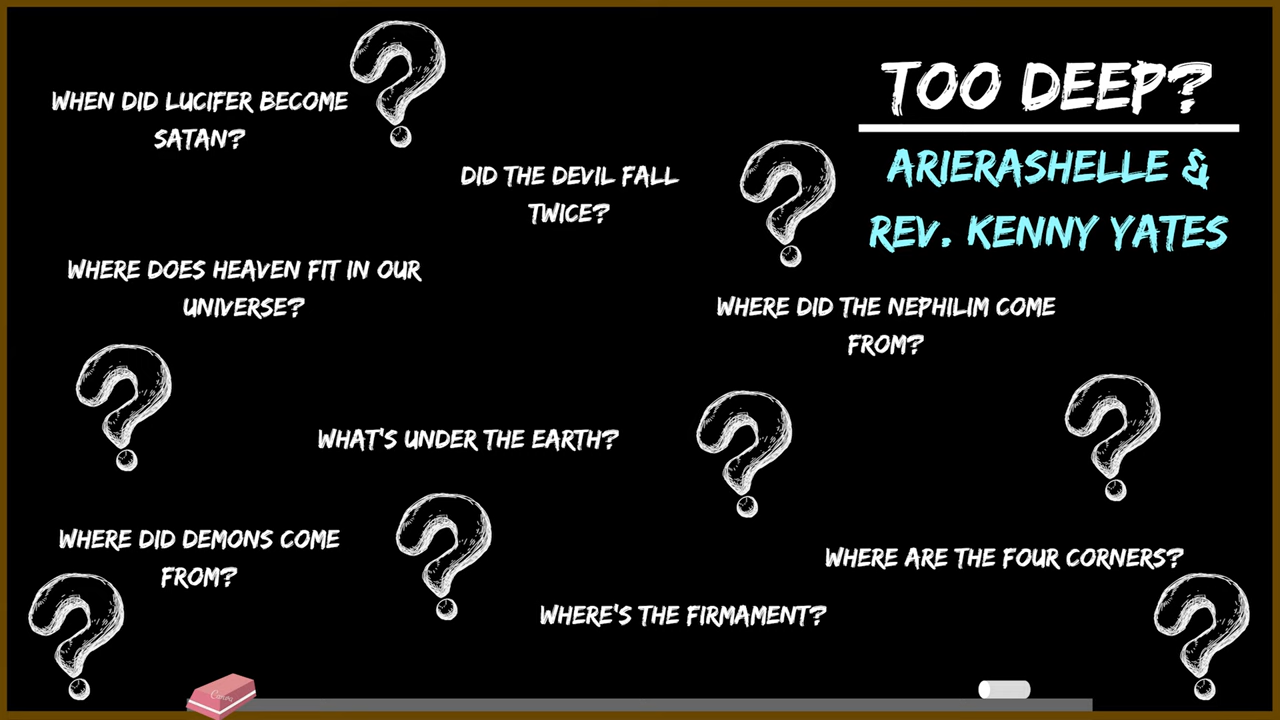 TOO DEEP?
ARIERASHELLE &
REV. KENNY YATES
WHEN DID LUCIFER BECOME
SATAN?
DID THE DEVIL FALL
TWICE?
WHERE DOES HEAVEN FIT IN OUR
UNIVERSE?
WHERE DID THE NEPHILIM COME
FROM?
WHAT'S UNDER THE EARTH?
WHERE DID DEMONS COME
FROM?
WHERE ARE THE FOUR CORNERS?
WHERE'S THE FIRMAMENT?
Canva